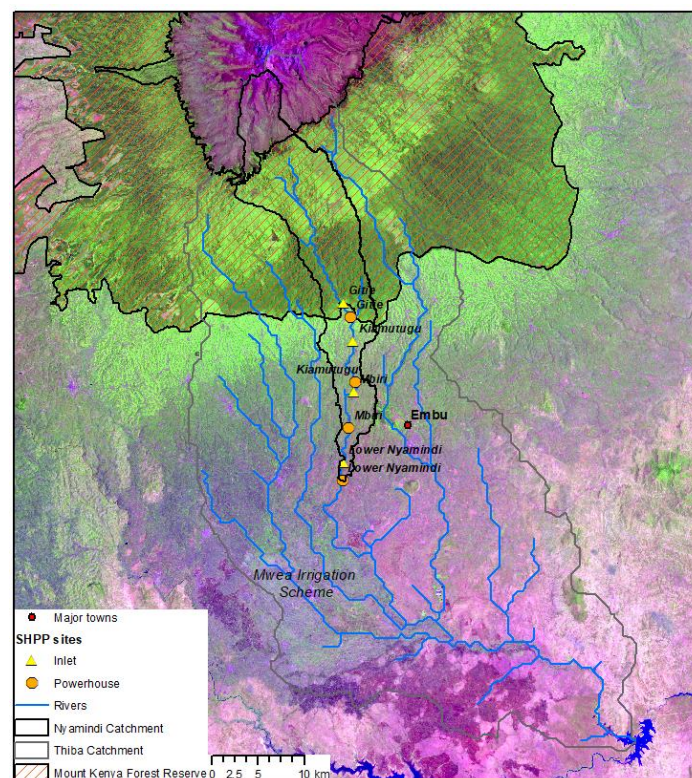 Gitie
Gitie
Kiamutugu
Kiamutugu
Mbiri
Mbiri
Embu
Lower Nyamindi
Lower Nyamindi
Mwea Irrigation
Scheme
Major towns
SHPP sites
Inlet
Powerhouse
Rivers
Nyamindi Catchment
Thiba Catchment
Mount Kenya Forest Reserve
0 2.5 5 10 km